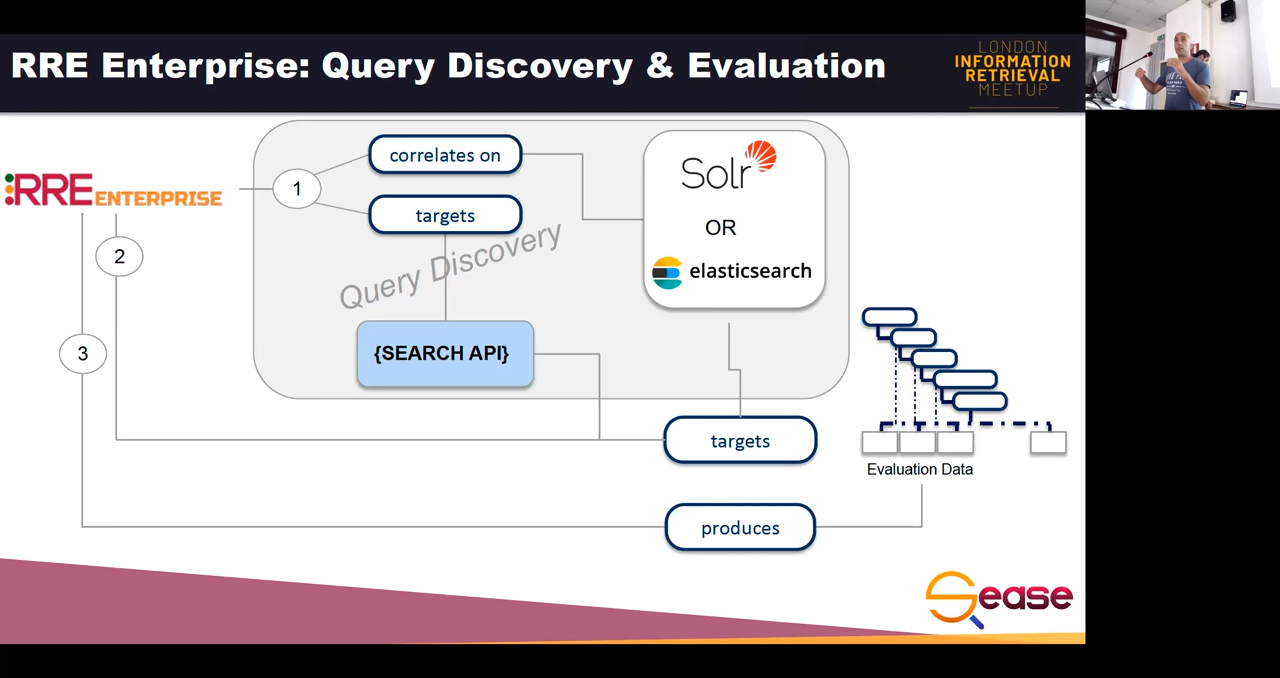 RRE Enterprise: Query Discovery & Evaluation
LONDON
INFORMATION
RETRIEVAL
MEETUP
:RRE ENTERPRISE
1
correlates on
targets
Query Discovery
Solr
OR
elasticsearch
2
3
{SEARCH API}
targets
Evaluation Data
produces
Sease